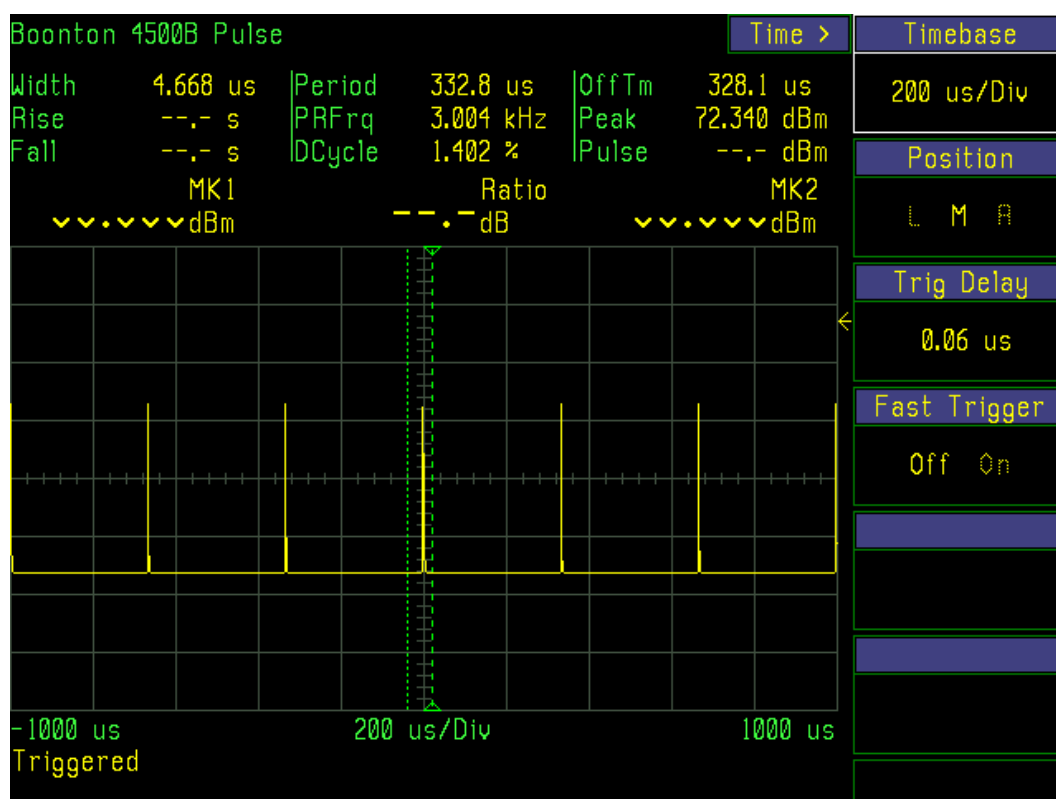 Boonton 4500B Pulse
Time >
Timebase
Width 4.668 us Period 332.8 us OffTm 328.1 us
200 us/Div
Rise --.- s PRFrq 3.004 kHz Peak 72.340 dBm
Fall --.- s DCycle 1.402 % Pulse --.- dBm
Position
MK1 Ratio MK2
L M R
dBm --.- dB dBm
Trig Delay
0.06 us
Fast Trigger
Off On
-1000 us 200 us/Div 1000 us
Triggered